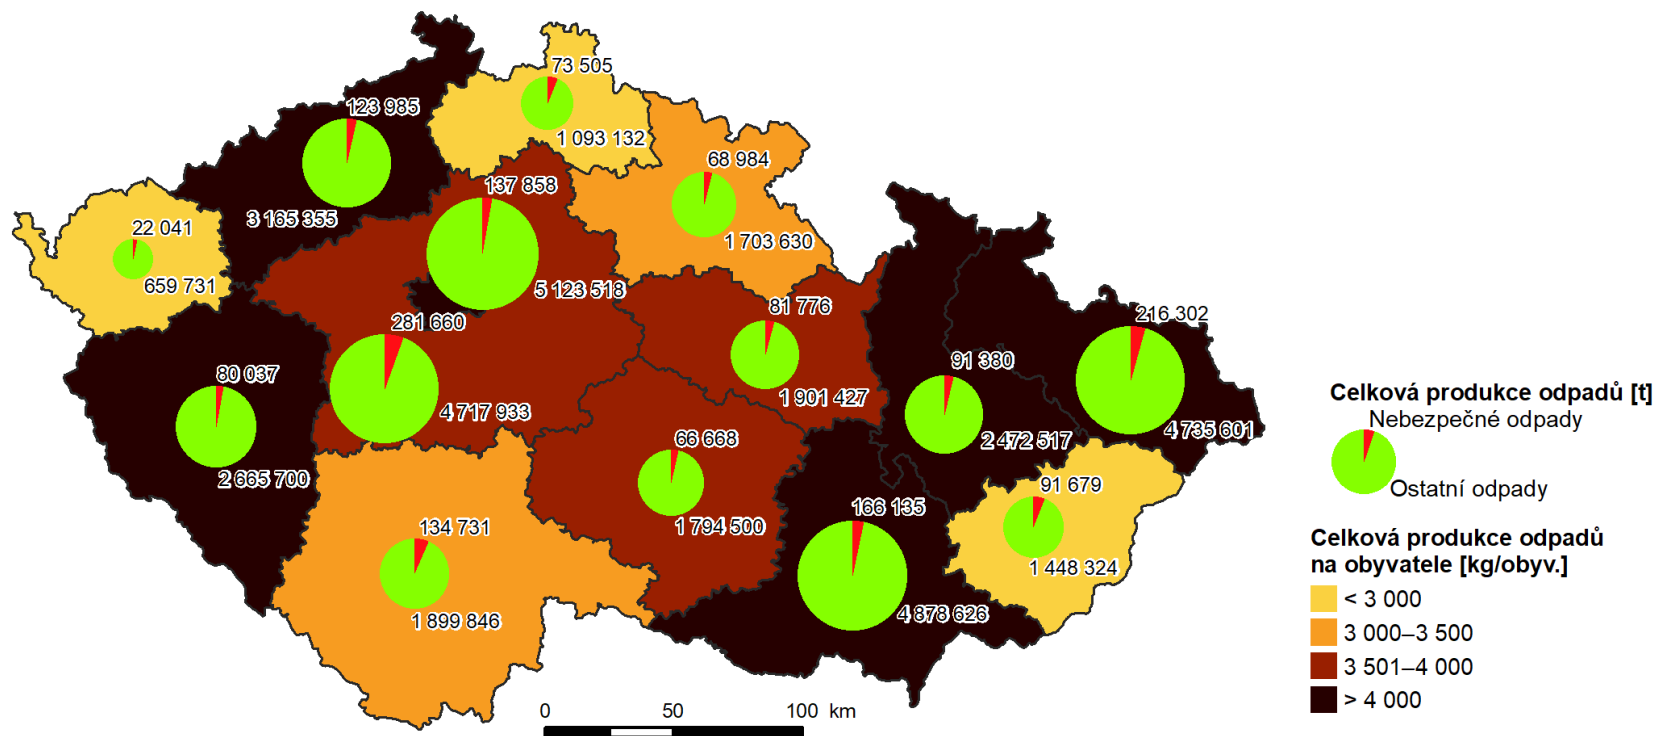 73 505
1 093 132
123 985
3 165 355
68 984
1 703 630
137 858
5 123 518
22 041
659 731
281 660
4 717 933
81 776
1 901 427
216 302
4 735 601
91 380
2 472 517
80 037
2 665 700
66 668
1 794 500
91 679
1 448 324
166 135
4 878 626
134 731
1 899 846
Celková produkce odpadů [t]
Nebezpečné odpady
Ostatní odpady
Celková produkce odpadů
na obyvatele [kg/obyv.]
< 3 000
3 000–3 500
3 501–4 000
> 4 000
0 50 100 km